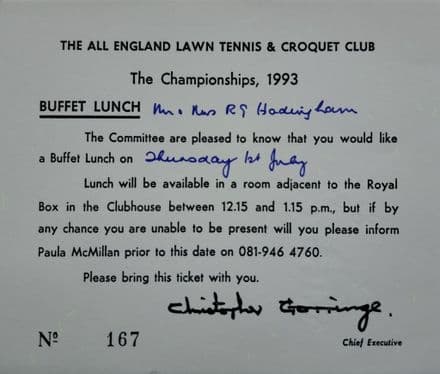 THE ALL ENGLAND LAWN TENNIS & CROQUET CLUB
The Championships, 1993
BUFFET LUNCH Mr & Mrs R G Hadingham
The Committee are pleased to know that you would like
a Buffet Lunch on Thursday 1st July
Lunch will be available in a room adjacent to the Royal
Box in the Clubhouse between 12.15 and 1.15 p.m., but if by
any chance you are unable to be present will you please inform
Paula McMillan prior to this date on 081-946 4760.
Please bring this ticket with you.
Christopher Gorringe.
Nº 167
Chief Executive